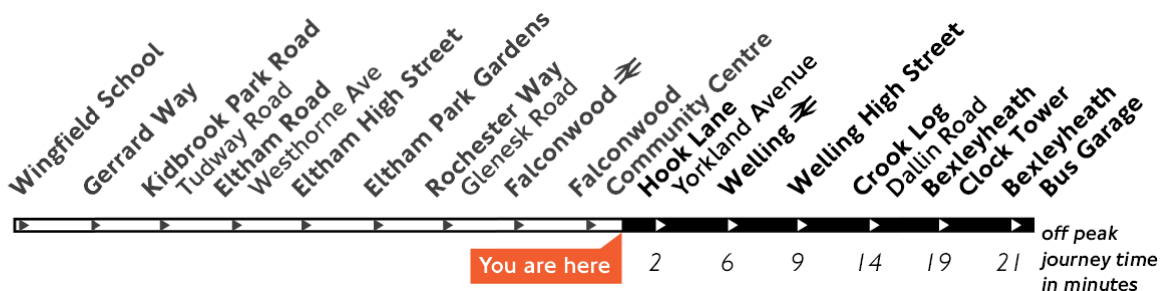 Wingfield School
Gerrard Way
Kidbrook Park Road
Tudway Road
Eltham Road
Westhorne Ave
Eltham High Street
Eltham Park Gardens
Rochester Way
Glenesk Road
Falconwood
Falconwood
Community Centre
Hook Lane
Yorkland Avenue
Welling
Welling High Street
Crook Log
Dallin Road
Bexleyheath
Clock Tower
Bexleyheath
Bus Garage
You are here
2 6 9 14 19 21
off peak
journey time
in minutes